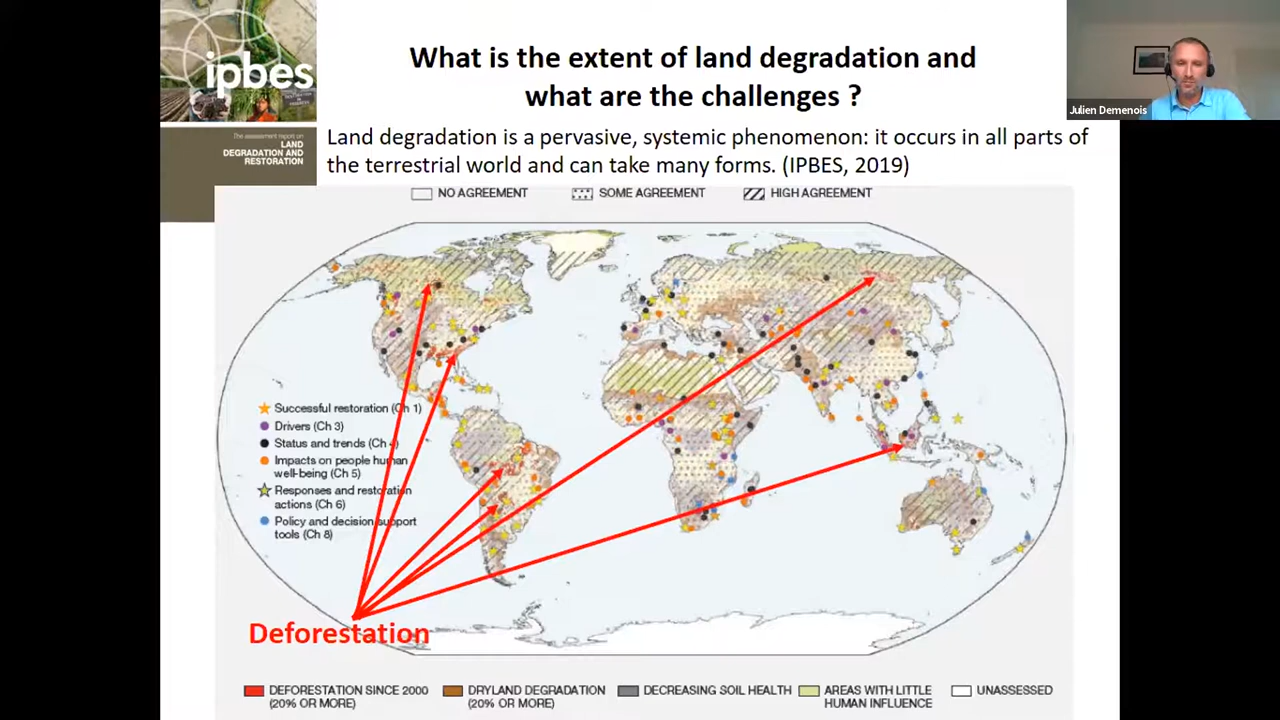 ipbes
The assessment report on
LAND
DEGRADATION AND
RESTORATION
What is the extent of land degradation and
what are the challenges ?
Julien Demenois
Land degradation is a pervasive, systemic phenomenon: it occurs in all parts of
the terrestrial world and can take many forms. (IPBES, 2019)
NO AGREEMENT
SOME AGREEMENT
HIGH AGREEMENT
Successful restoration (Ch 1)
Drivers (Ch 3)
Status and trends (Ch 4)
Impacts on people human
well-being (Ch 5)
Responses and restoration
actions (Ch 6)
Policy and decision support
tools (Ch 8)
Deforestation
DEFORESTATION SINCE 2000
(20% OR MORE)
DRYLAND DEGRADATION
(20% OR MORE)
DECREASING SOIL HEALTH
AREAS WITH LITTLE
HUMAN INFLUENCE
UNASSESSED